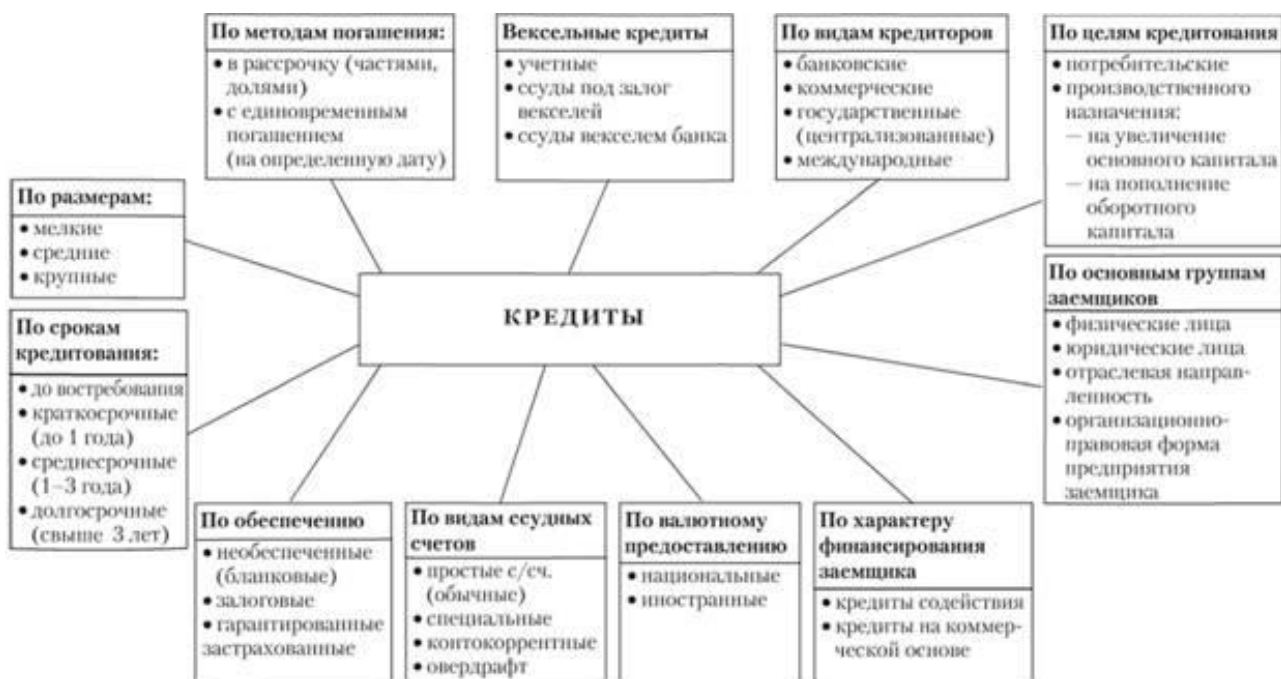 По методам погашения:
• в рассрочку (частями,
долями)
• с единовременным
погашением
(на определенную дату)
Вексельные кредиты
• учетные
• ссуды под залог
векселей
• ссуды векселем банка
По видам кредиторов
• банковские
• коммерческие
• государственные
(централизованные)
• международные
По целям кредитования
• потребительские
• производственного
назначения:
— на увеличение
основного капитала
— на пополнение
оборотного
капитала
По размерам:
• мелкие
• средние
• крупные
КРЕДИТЫ
По основным группам
заемщиков
• физические лица
• юридические лица
• отраслевая направ-
ленность
• организационно-
правовая форма
предприятия
заемщика
По срокам
кредитования:
• до востребования
• краткосрочные
(до 1 года)
• среднесрочные
(1–3 года)
• долгосрочные
(свыше 3 лет)
По обеспечению
• необеспеченные
(бланковые)
• залоговые
• гарантированные
застрахованные
По видам ссудных
счетов
• простые с/сч.
(обычные)
• специальные
• контокоррентные
• овердрафт
По валютному
предоставлению
• национальные
• иностранные
По характеру
финансирования
заемщика
• кредиты содействия
• кредиты на коммер-
ческой основе